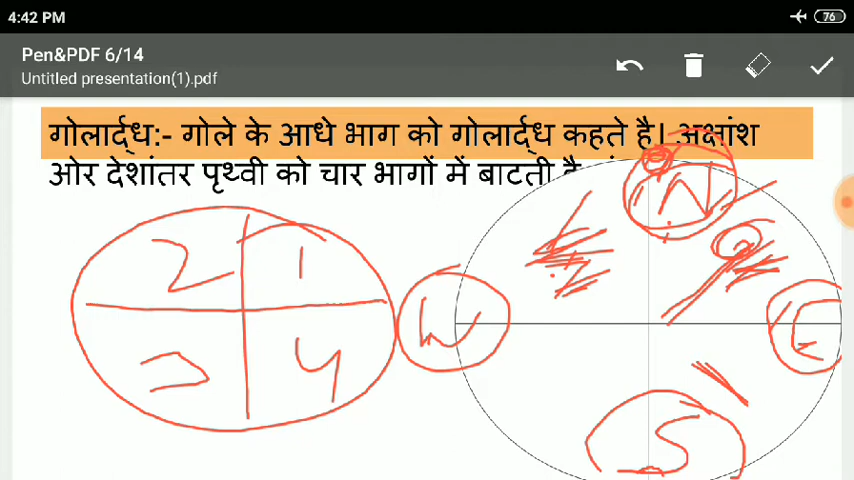 4:42 PM
76
Pen&PDF 6/14
Untitled presentation(1).pdf
गोलार्द्ध:- गोले के आधे भाग को गोलार्द्ध कहते है। अक्षांश
ओर देशांतर पृथ्वी को चार भागों में बाटती है
N
2 1
W E
3 4
S